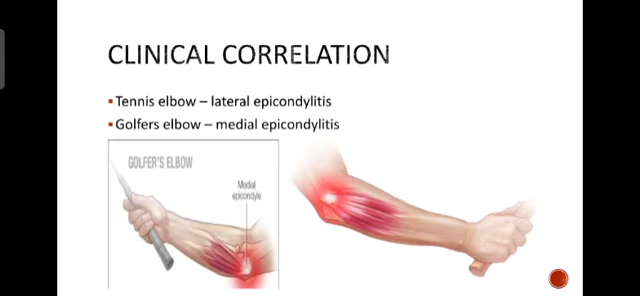 CLINICAL CORRELATION
Tennis elbow – lateral epicondylitis
Golfers elbow – medial epicondylitis
GOLFER'S ELBOW
Medial
epicondyle